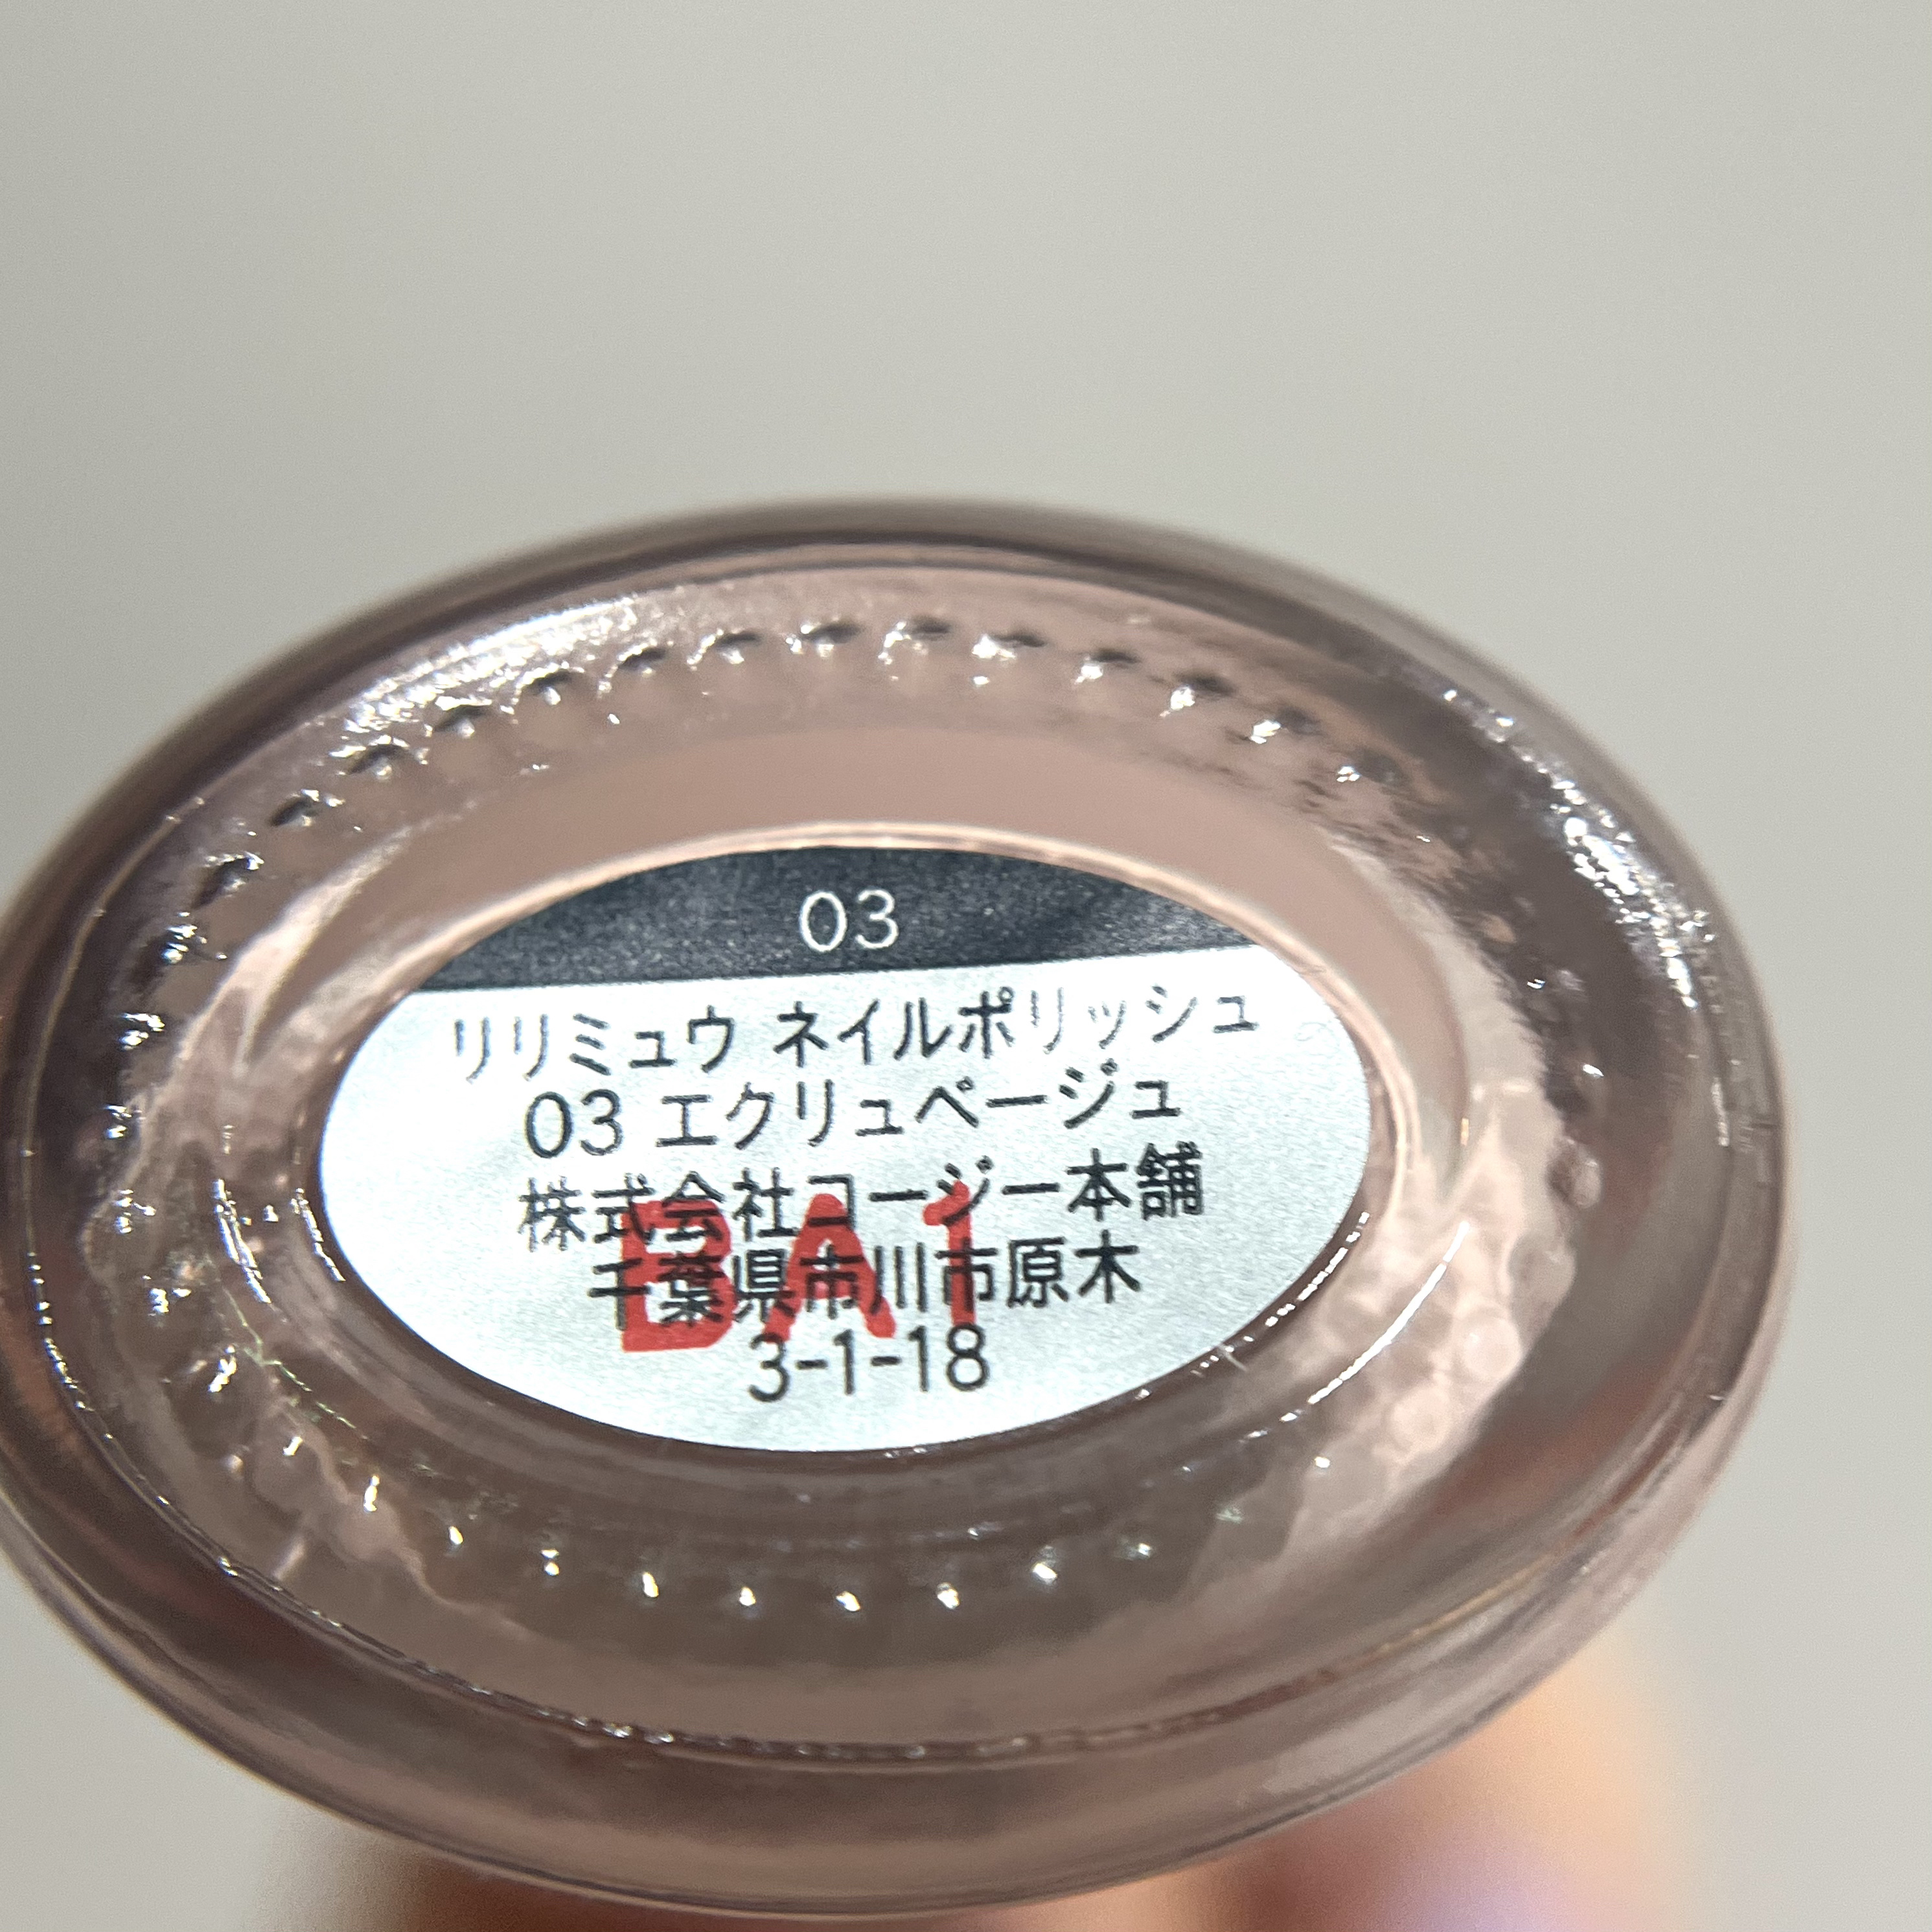 03
リリミュウ ネイルポリッシュ
03 エクリュベージュ
株式会社コージー本舗
BA1
千葉県市川市原木
3-1-18